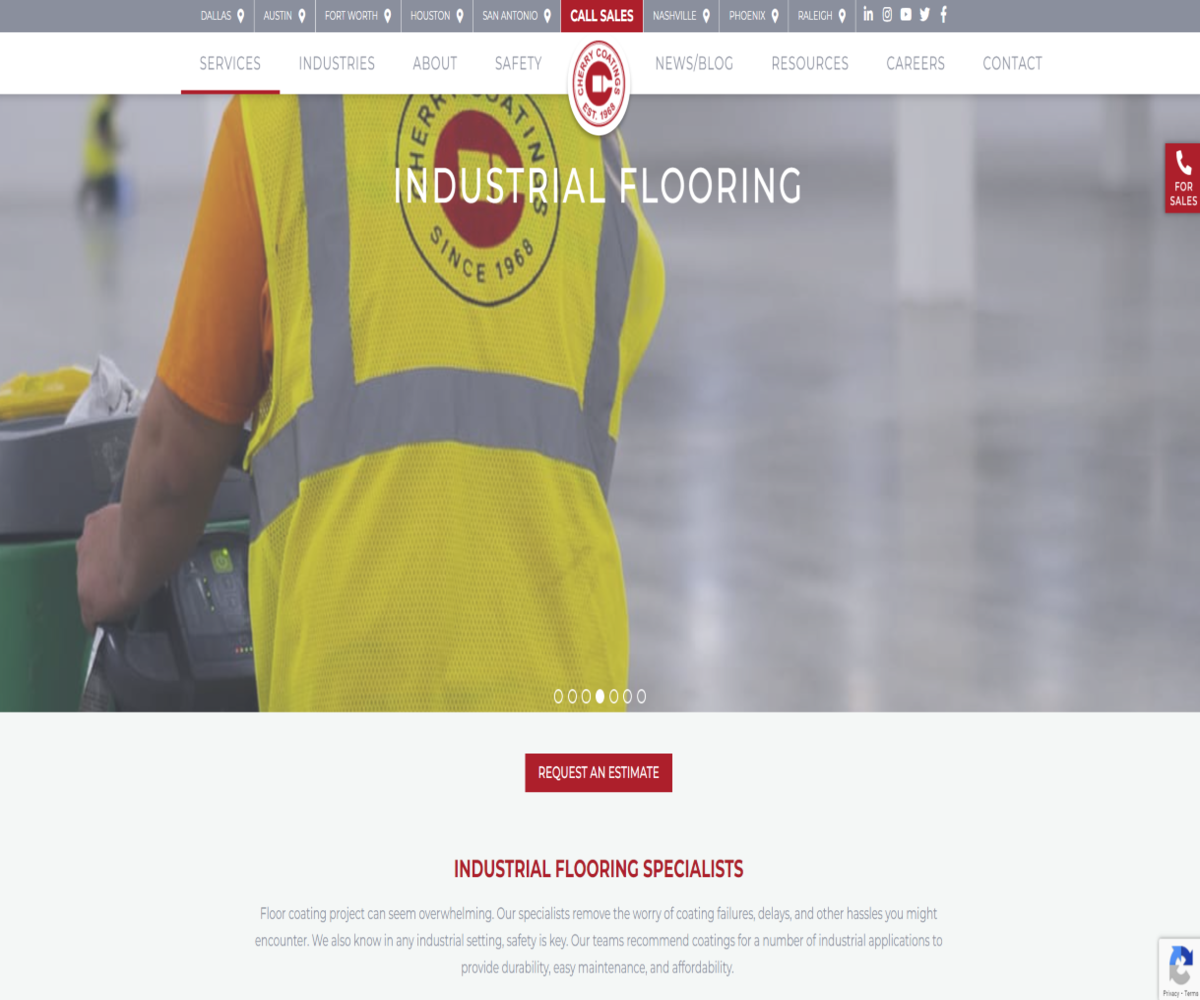 DALLAS AUSTIN FORT WORTH HOUSTON SAN ANTONIO CALL SALES NASHVILLE PHOENIX RALEIGH
SERVICES INDUSTRIES ABOUT SAFETY NEWS/BLOG RESOURCES CAREERS CONTACT
CHERRY COATINGS
EST. 1968
CHERRY COATINGS
SINCE 1968
INDUSTRIAL FLOORING
FOR
SALES
REQUEST AN ESTIMATE
INDUSTRIAL FLOORING SPECIALISTS
Floor coating project can seem overwhelming. Our specialists remove the worry of coating failures, delays, and other hassles you might
encounter. We also know in any industrial setting, safety is key. Our teams recommend coatings for a number of industrial applications to
provide durability, easy maintenance, and affordability.
Privacy - Terms